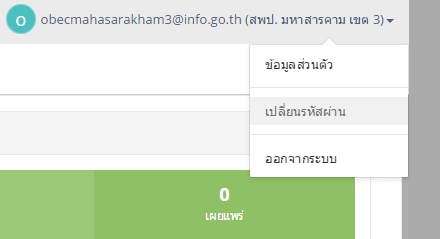 O obecmahasarakham3@info.go.th (สพป. มหาสารคาม เขต 3)
ข้อมูลส่วนตัว
เปลี่ยนรหัสผ่าน
ออกจากระบบ
0
เผยแพร่